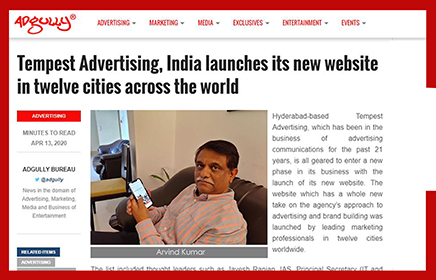 adgully®
ADVERTISING MARKETING MEDIA EXCLUSIVES ENTERTAINMENT EVENTS
Tempest Advertising, India launches its new website
in twelve cities across the world
ADVERTISING
MINUTES TO READ
APR 13, 2020
ADGULLY BUREAU
@adgully
News in the domain of
Advertising, Marketing,
Media and Business of
Entertainment
RELATED ITEMS
ADVERTISING
Arvind Kumar
Hyderabad-based Tempest
Advertising, which has been in the
business of advertising
communications for the past 21
years, is all geared to enter a new
phase in its business with the
launch of its new website. The
website which has a whole new
take on the agency's approach to
advertising and brand building was
launched by leading marketing
professionals in twelve cities
worldwide.
The list included thought leaders such as Jayesh Ranjan, IAS, Principal Secretary (IT and